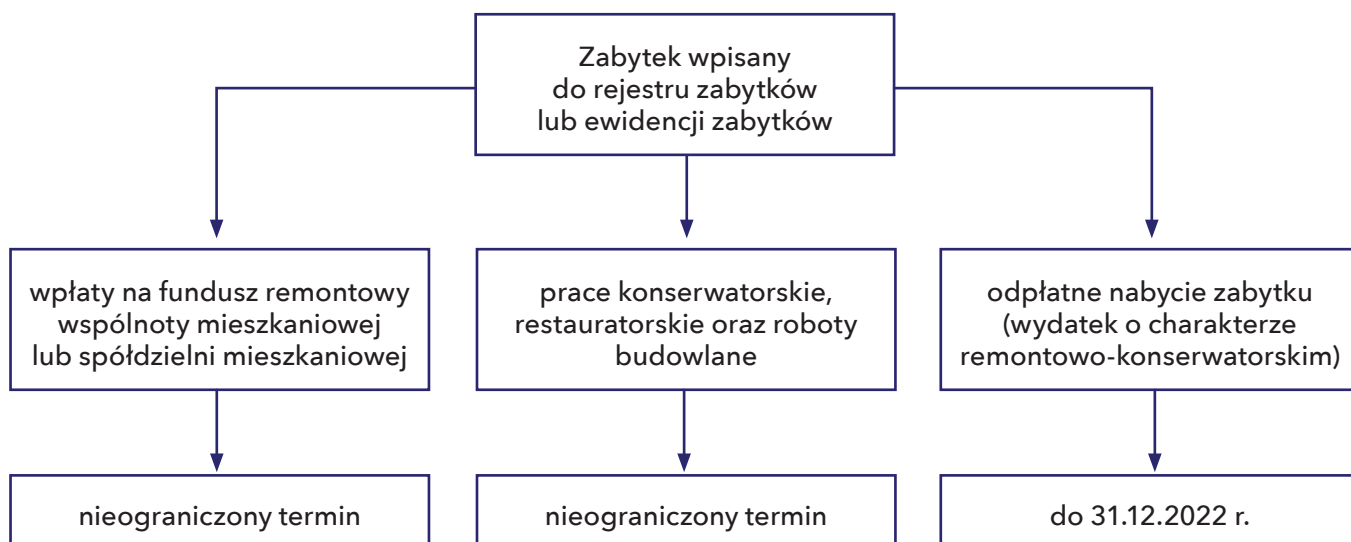 Zabytek wpisany
do rejestru zabytków
lub ewidencji zabytków
wpłaty na fundusz remontowy
wspólnoty mieszkaniowej
lub spółdzielni mieszkaniowej
prace konserwatorskie,
restauratorskie oraz roboty
budowlane
odpłatne nabycie zabytku
(wydatek o charakterze
remontowo-konserwatorskim)
nieograniczony termin
nieograniczony termin
do 31.12.2022 r.